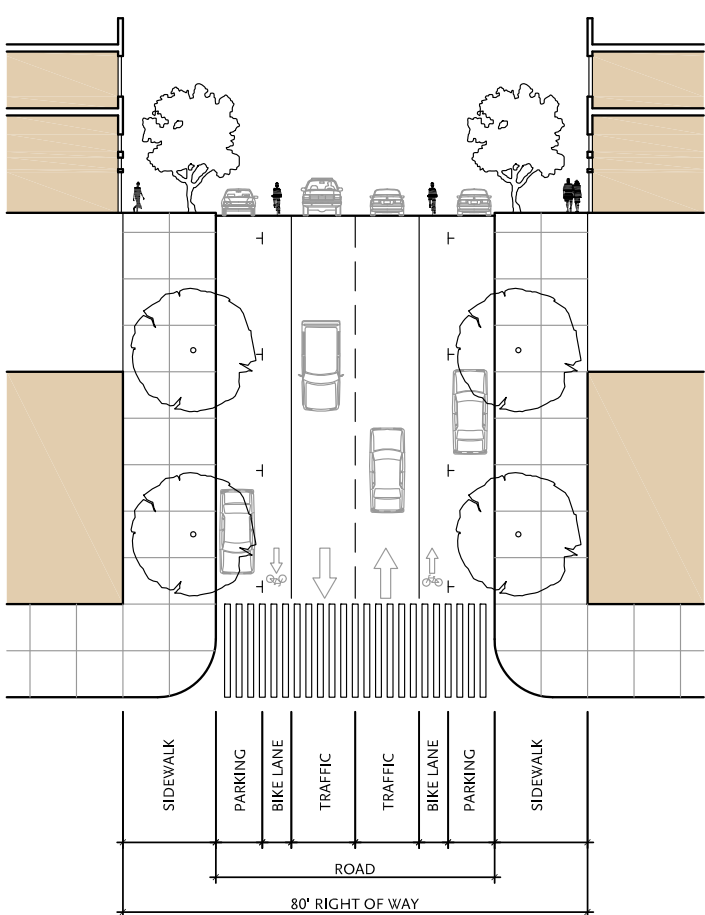 SIDEWALK
PARKING
BIKE LANE
TRAFFIC
TRAFFIC
BIKE LANE
PARKING
SIDEWALK
ROAD
80' RIGHT OF WAY